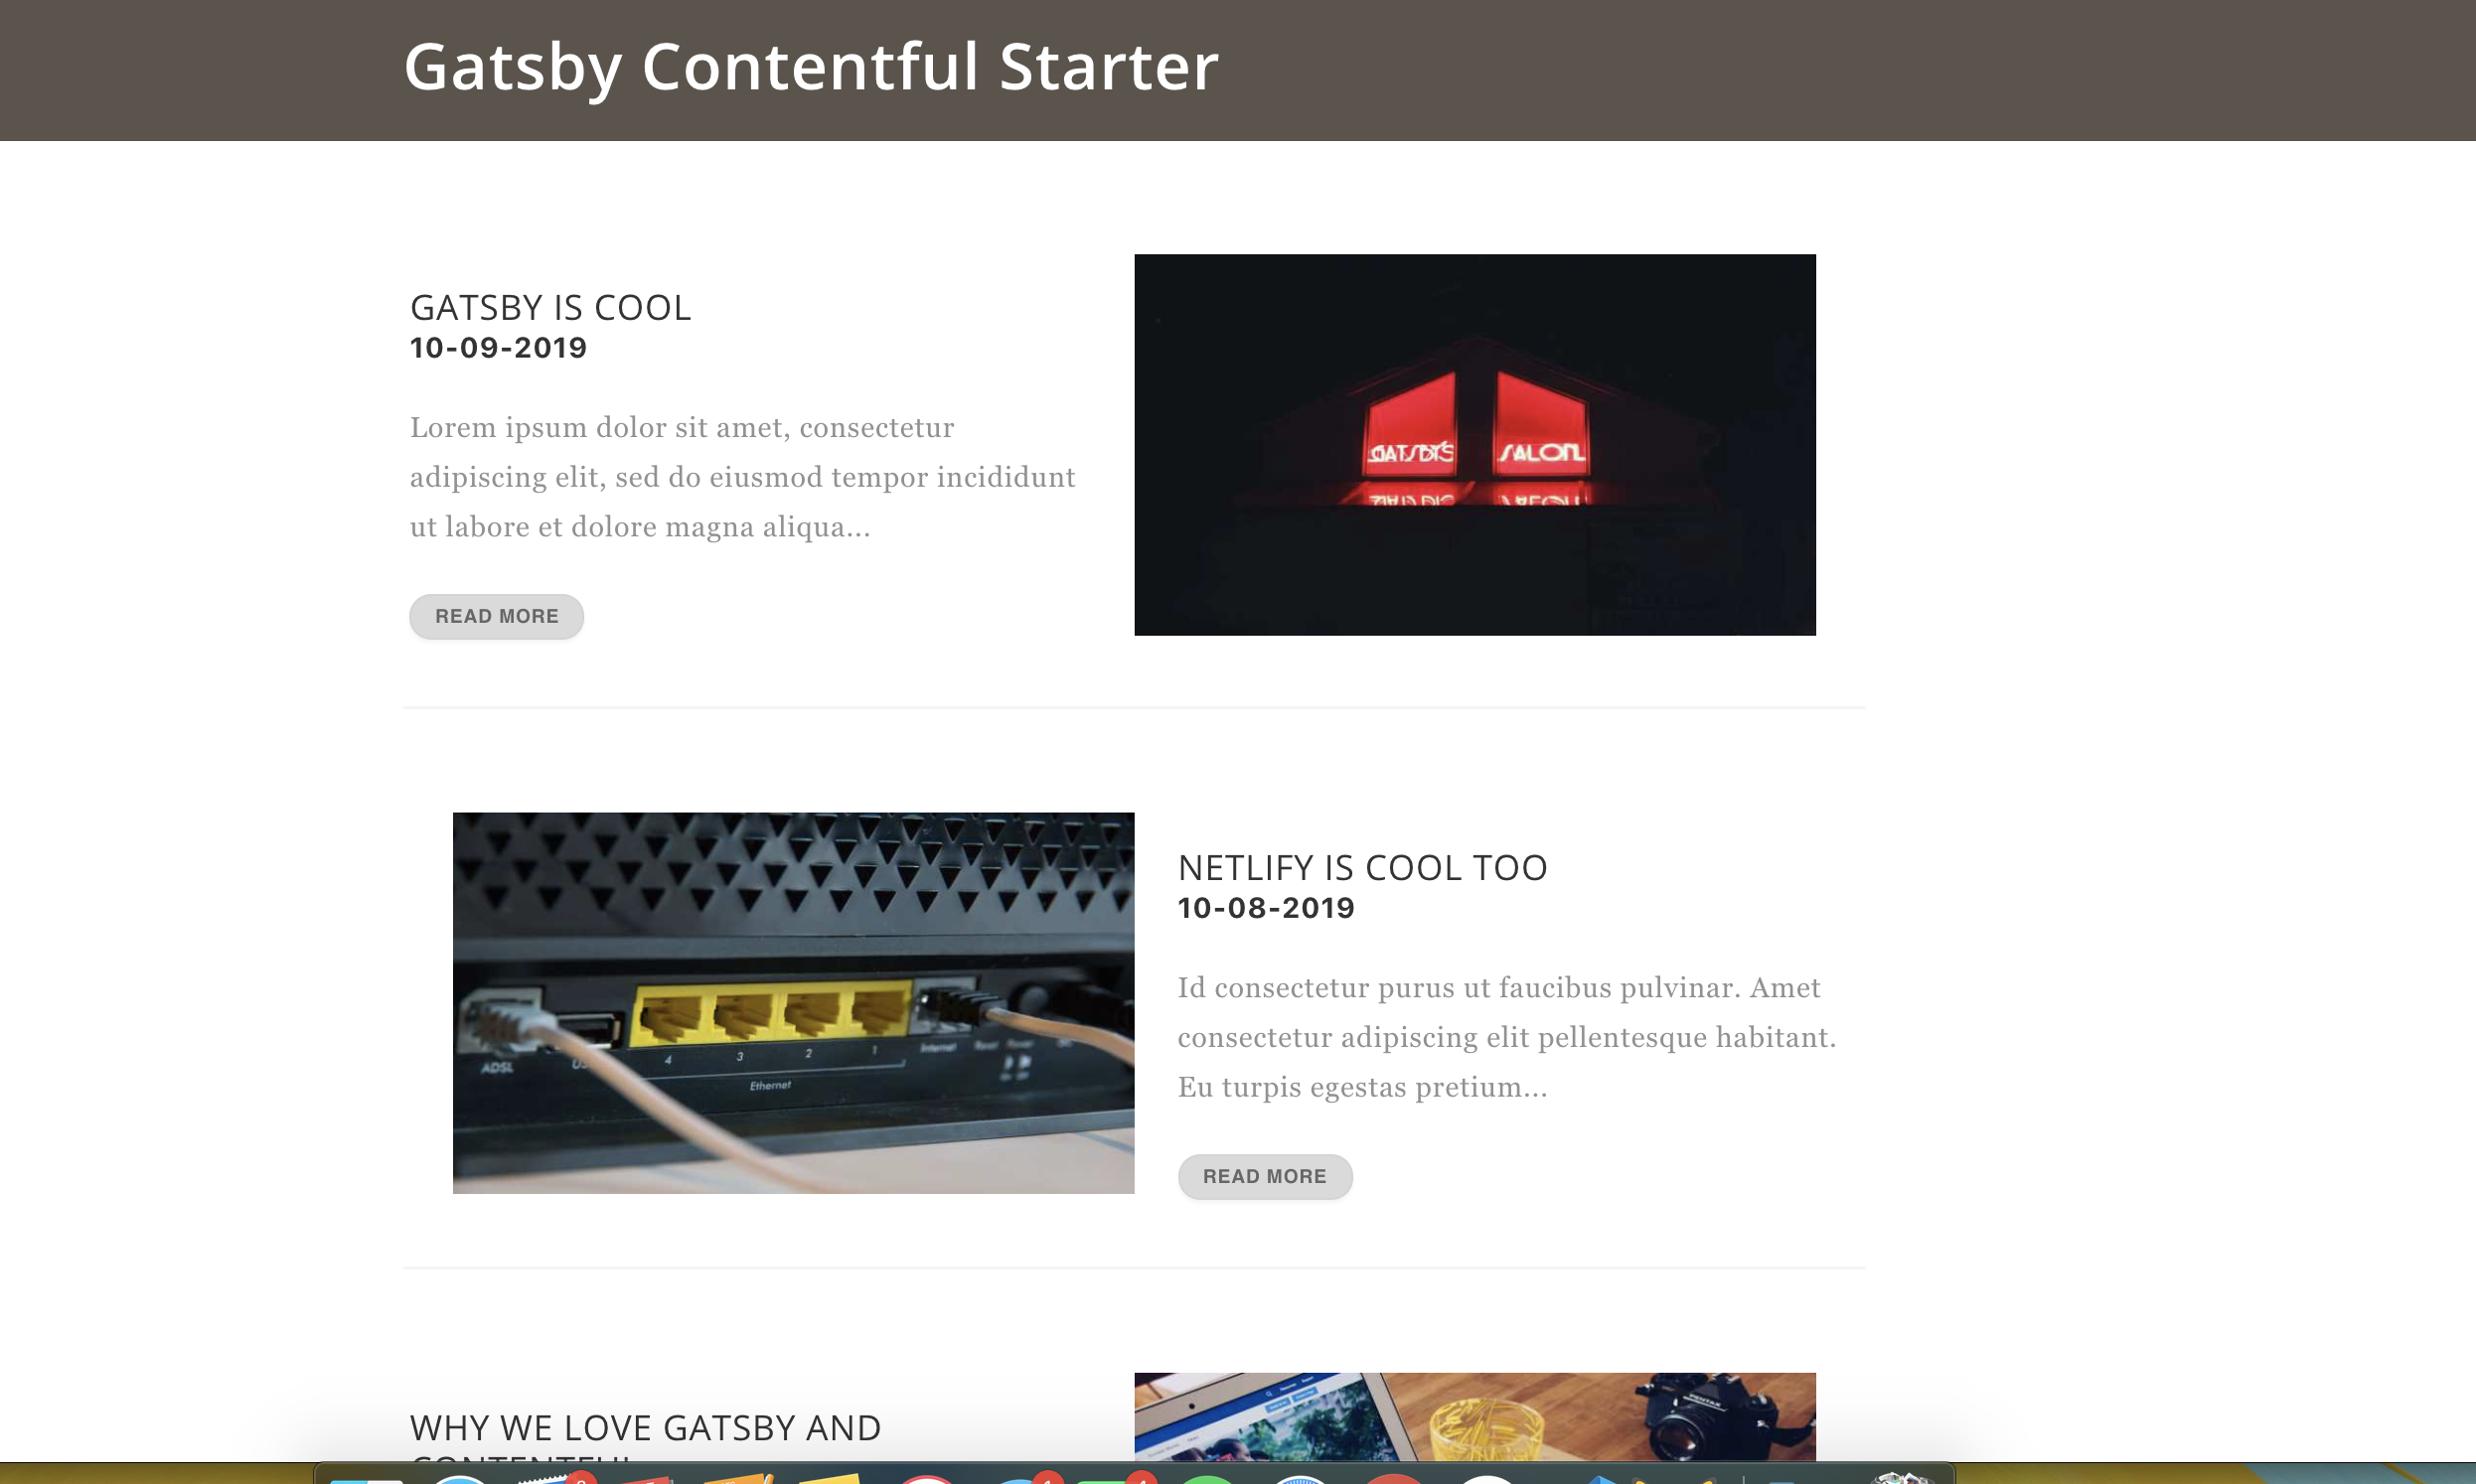 Gatsby Contentful Starter
GATSBY IS COOL
10-09-2019
Lorem ipsum dolor sit amet, consectetur
adipiscing elit, sed do eiusmod tempor incididunt
ut labore et dolore magna aliqua...
READ MORE
GATSBY'S SALON
NETLIFY IS COOL TOO
10-08-2019
Id consectetur purus ut faucibus pulvinar. Amet
consectetur adipiscing elit pellentesque habitant.
Eu turpis egestas pretium...
READ MORE
ADSL
4 3 2 1 Internet
Ethernet
WHY WE LOVE GATSBY AND
CONTENTFUL
PENTAX